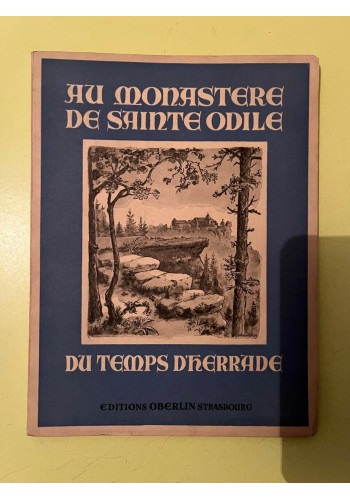 AU MONASTERE
DE SAINTE ODILE
DU TEMPS D'HERRADE
EDITIONS OBERLIN STRASBOURG